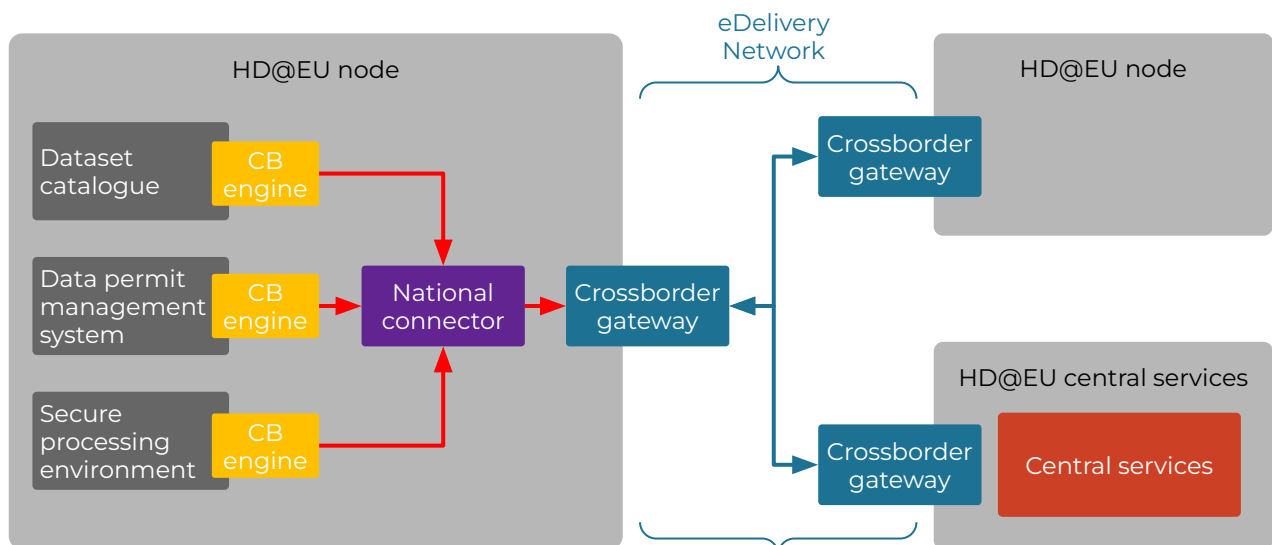 eDelivery
Network
HD@EU node
HD@EU node
Dataset
catalogue
CB
engine
Crossborder
gateway
Data permit
management
system
CB
engine
National
connector
Crossborder
gateway
HD@EU central services
Secure
processing
environment
CB
engine
Crossborder
gateway
Central services